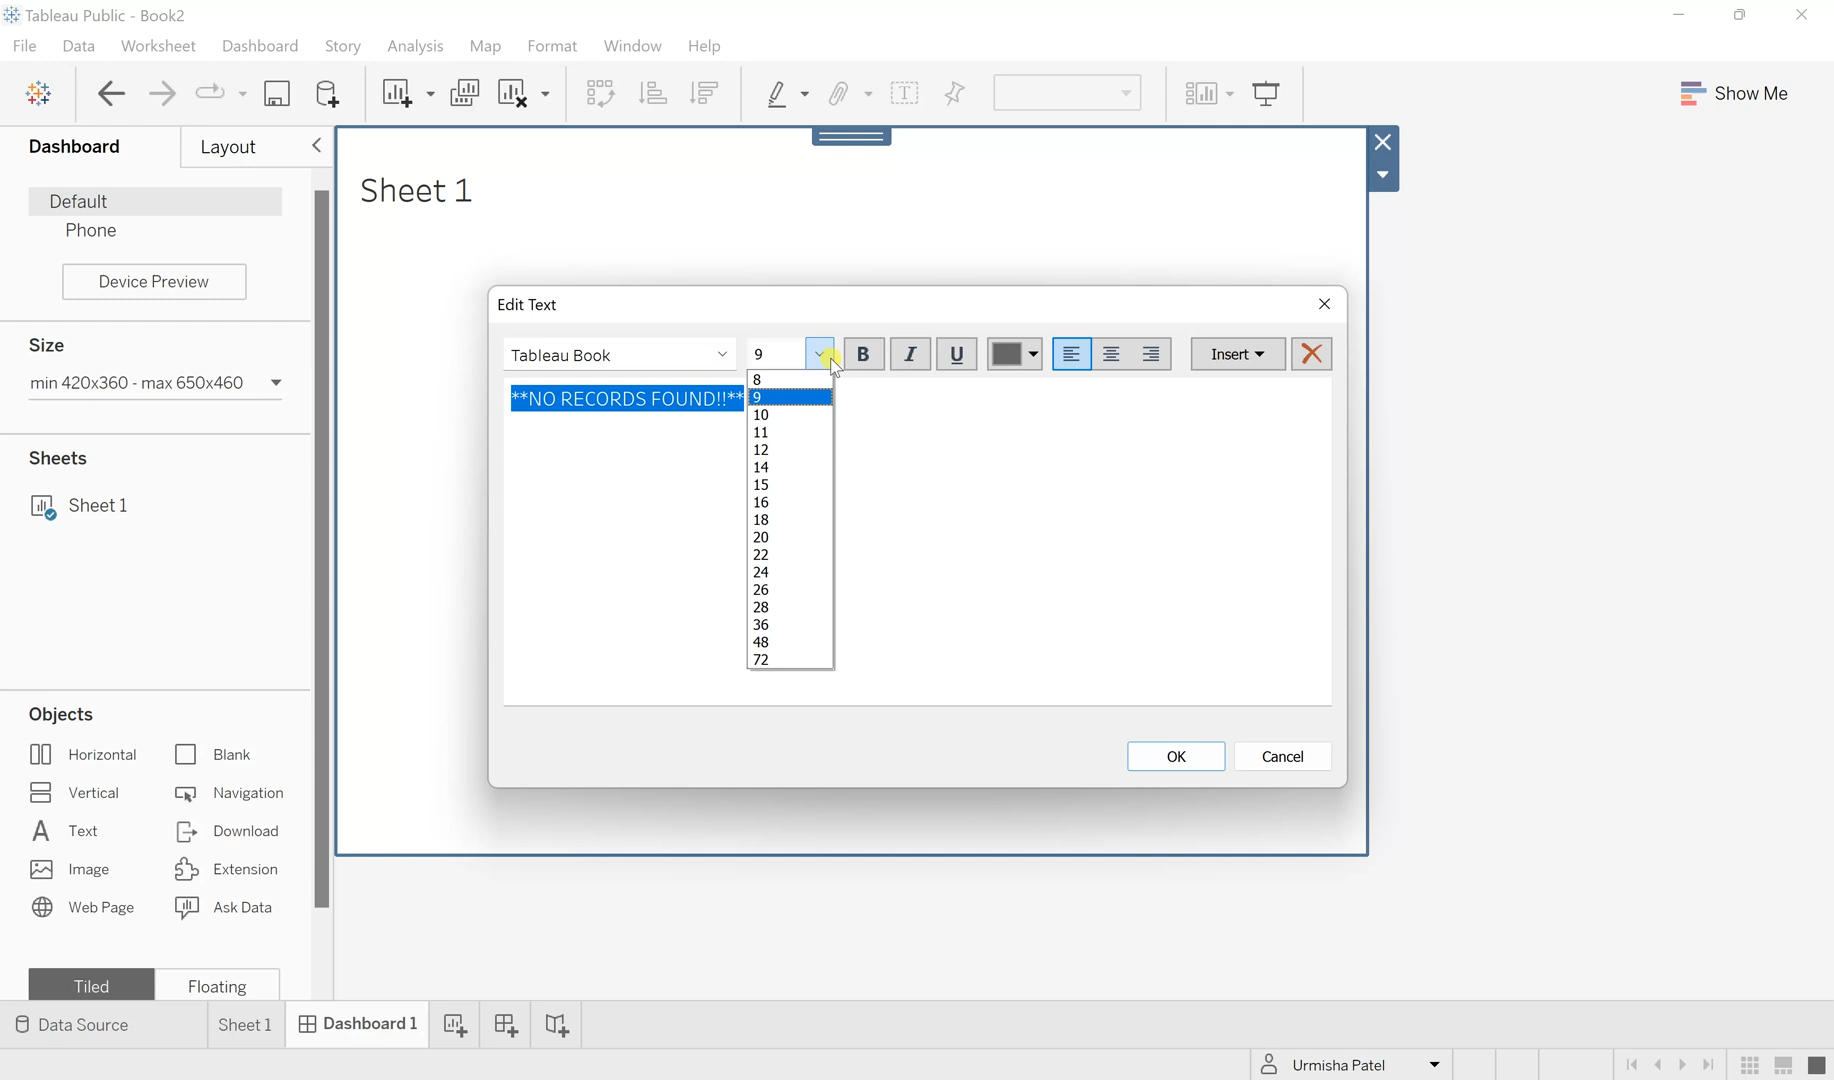 Tableau Public - Book2
File Data Worksheet Dashboard Story Analysis Map Format Window Help
Show Me
Dashboard
Layout
Default
Phone
Device Preview
Size
min 420x360 - max 650x460
Sheets
Sheet 1
Objects
Horizontal Blank
Vertical Navigation
Text Download
Image Extension
Web Page Ask Data
Tiled Floating
Sheet 1
Edit Text
Tableau Book 9 B I U Insert
**NO RECORDS FOUND!!**
8
9
10
11
12
14
15
16
18
20
22
24
26
28
36
48
72
OK Cancel
Data Source Sheet 1 Dashboard 1
Urmisha Patel